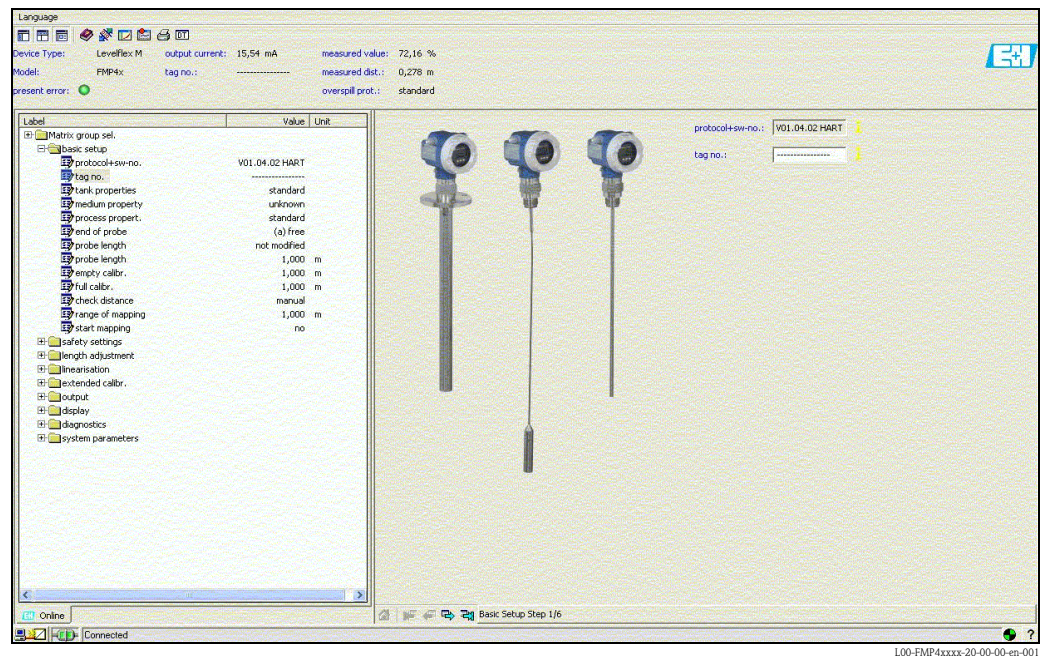 Language
DT
Device Type: Levelflex M output current: 15,54 mA measured value: 72,16 %
Model: FMP4x tag no.: ---------------- measured dist.: 0,278 m
present error: overspill prot.: standard
E+H
Label Value Unit
Matrix group sel.
basic setup
protocol+sw-no. V01.04.02 HART
tag no. ----------------
tank properties standard
medium property unknown
process propert. standard
end of probe (a) free
probe length not modified
probe length 1,000 m
empty calibr. 1,000 m
full calibr. 1,000 m
check distance manual
range of mapping 1,000 m
start mapping no
safety settings
length adjustment
linearisation
extended calibr.
output
display
diagnostics
system parameters
protocol+sw-no.: V01.04.02 HART
tag no.: ----------------
Online
Basic Setup Step 1/6
Connected
?
L00-FMP4xxxx-20-00-00-en-001